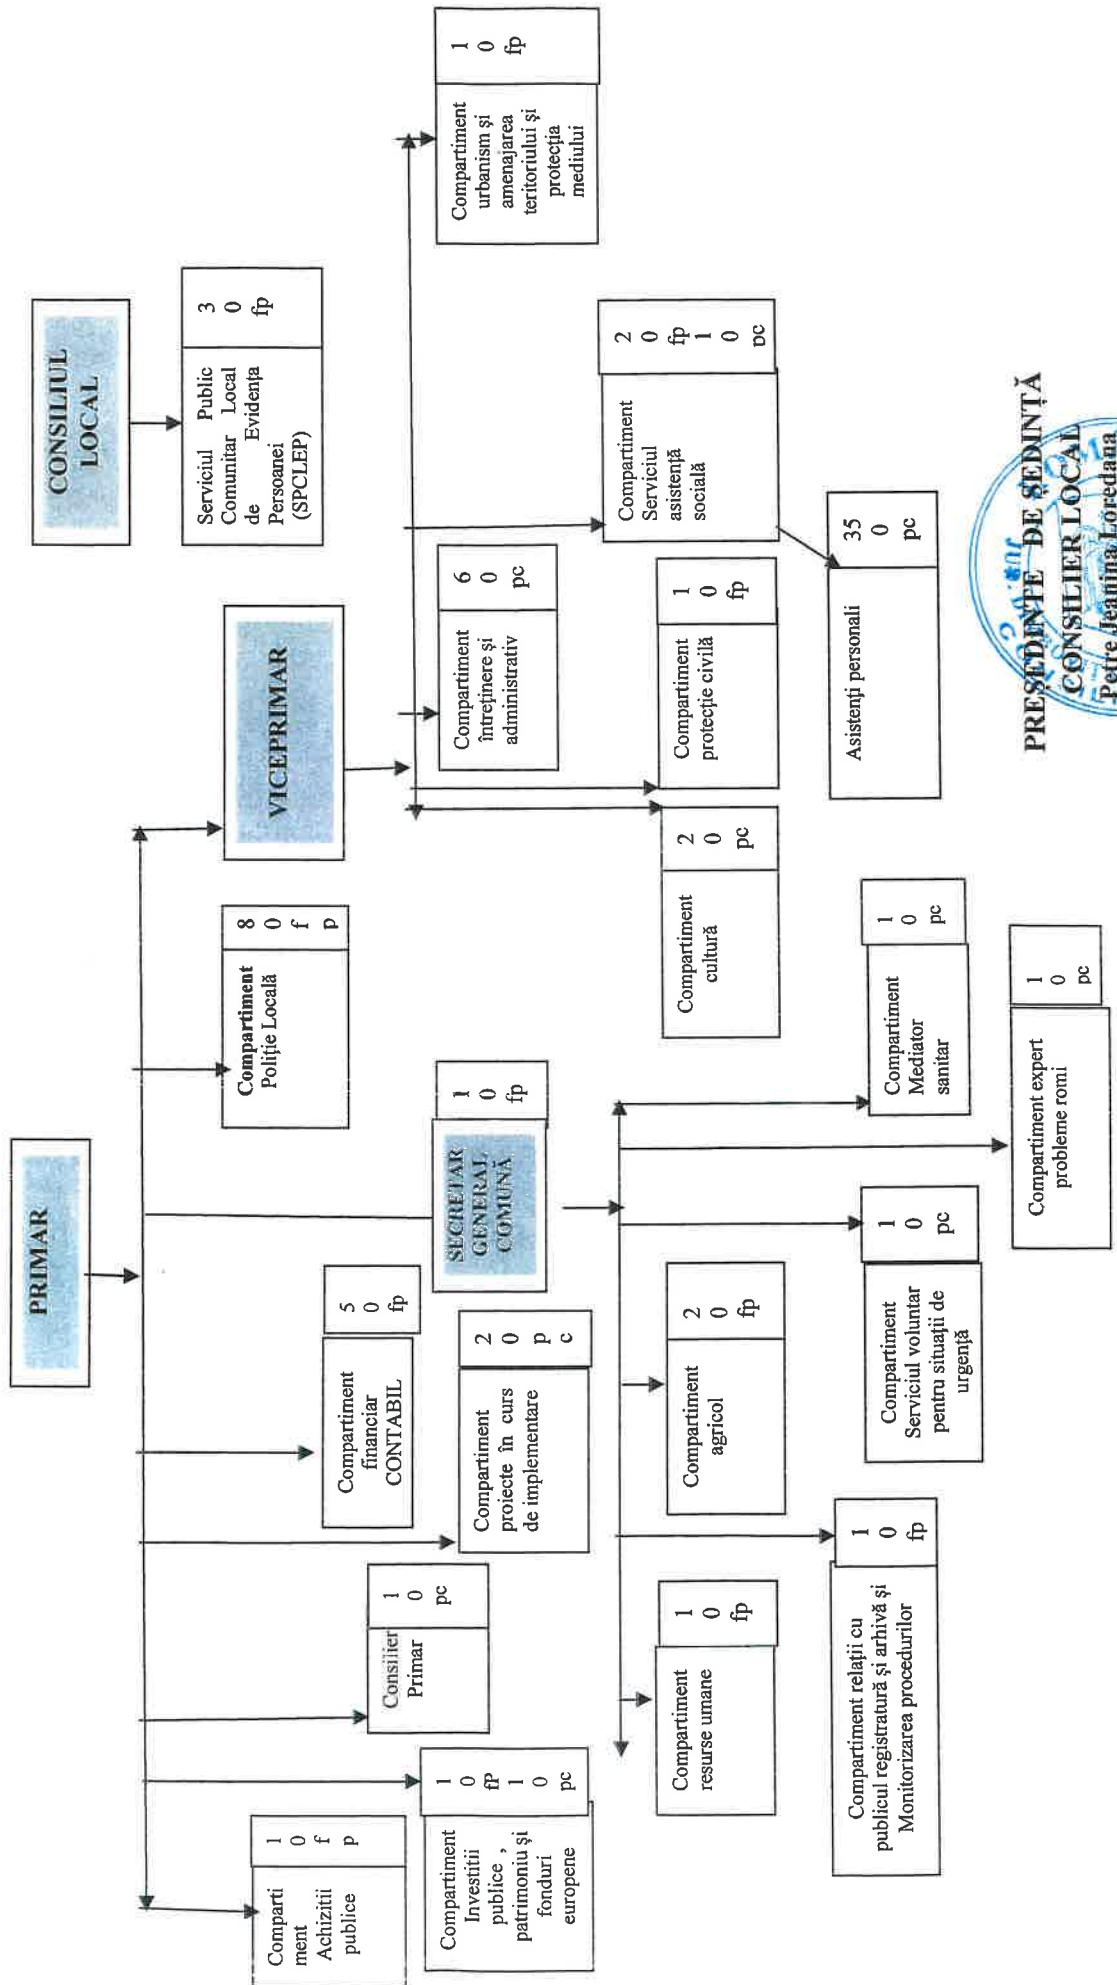 PRIMAR
CONSILIUL
LOCAL
Serviciul Public
Comunitar Local
de Evidența
Persoanei
(SPCLEP)
3
0
fp
Compartiment
Poliție Locală
8
0
f
p
VICEPRIMAR
Comparti
ment
Achizitii
publice
1
0
f
p
Compartiment
Investitii
publice ,
patrimoniu și
fonduri
europene
1
0
fP
1
0
pc
Consilier
Primar
1
0
pc
Compartiment
proiecte în curs
de implementare
2
0
p
c
Compartiment
financiar
CONTABIL
5
0
fp
SECRETAR
GENERAL
COMUNĂ
1
0
fp
Compartiment
întreținere și
administrativ
6
0
pc
Compartiment
urbanism și
amenajarea
teritoriului și
protecția
mediului
1
0
fp
Compartiment
resurse umane
1
0
fp
Compartiment
agricol
2
0
fp
Compartiment
cultură
2
0
pc
Compartiment
protecție civilă
1
0
fp
Compartiment
Serviciul
asistență
socială
2
0
fp
1
0
pc
Compartiment relații cu
publicul registratură și arhivă și
Monitorizarea procedurilor
1
0
fp
Compartiment
Serviciul voluntar
pentru situații de
urgență
1
0
pc
Compartiment
Mediator
sanitar
1
0
pc
Asistenți personali
35
0
pc
Compartiment expert
probleme romi
1
0
pc
PREȘEDINTE DE ȘEDINȚĂ
CONSILIER LOCAL
Petre Jeanina Loredana